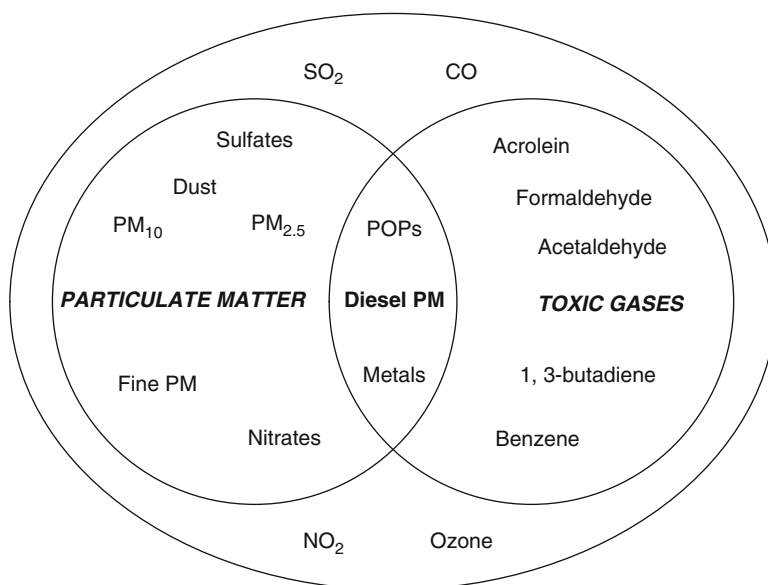 SO₂ CO
Sulfates
Acrolein
Dust
Formaldehyde
PM₁₀ PM₂.₅ POPs
Acetaldehyde
PARTICULATE MATTER Diesel PM TOXIC GASES
Fine PM Metals 1, 3-butadiene
Nitrates Benzene
NO₂ Ozone